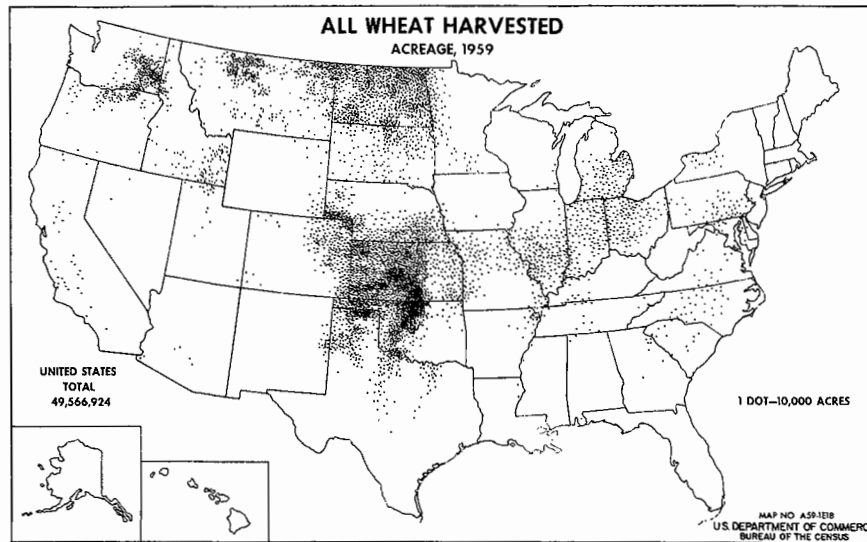 ALL WHEAT HARVESTED
ACREAGE, 1959
UNITED STATES
TOTAL
49,566,924
1 DOT—10,000 ACRES
MAP NO A59-1E18
U.S. DEPARTMENT OF COMMERC
BUREAU OF THE CENSUS